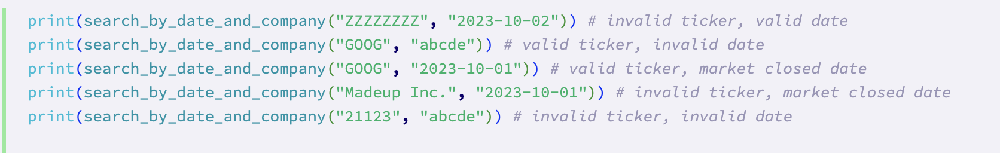 print(search_by_date_and_company("ZZZZZZZZ", "2023-10-02")) # invalid ticker, valid date
print(search_by_date_and_company("GOOG", "abcde")) # valid ticker, invalid date
print(search_by_date_and_company("GOOG", "2023-10-01")) # valid ticker, market closed date
print(search_by_date_and_company("Madeup Inc.", "2023-10-01")) # invalid ticker, market closed date
print(search_by_date_and_company("21123", "abcde")) # invalid ticker, invalid date